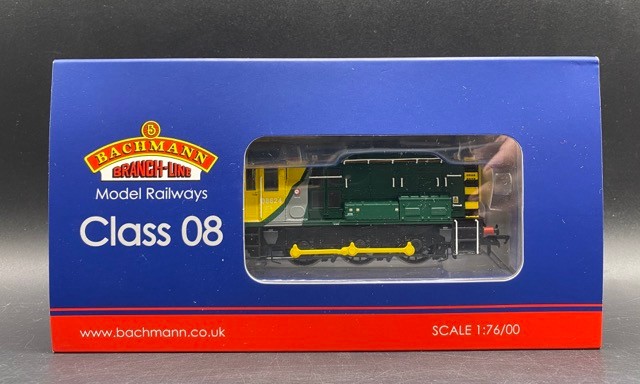 B
BACHMANN
BRANCH-LINE
Model Railways
Class 08
www.bachmann.co.uk
SCALE 1:76/00